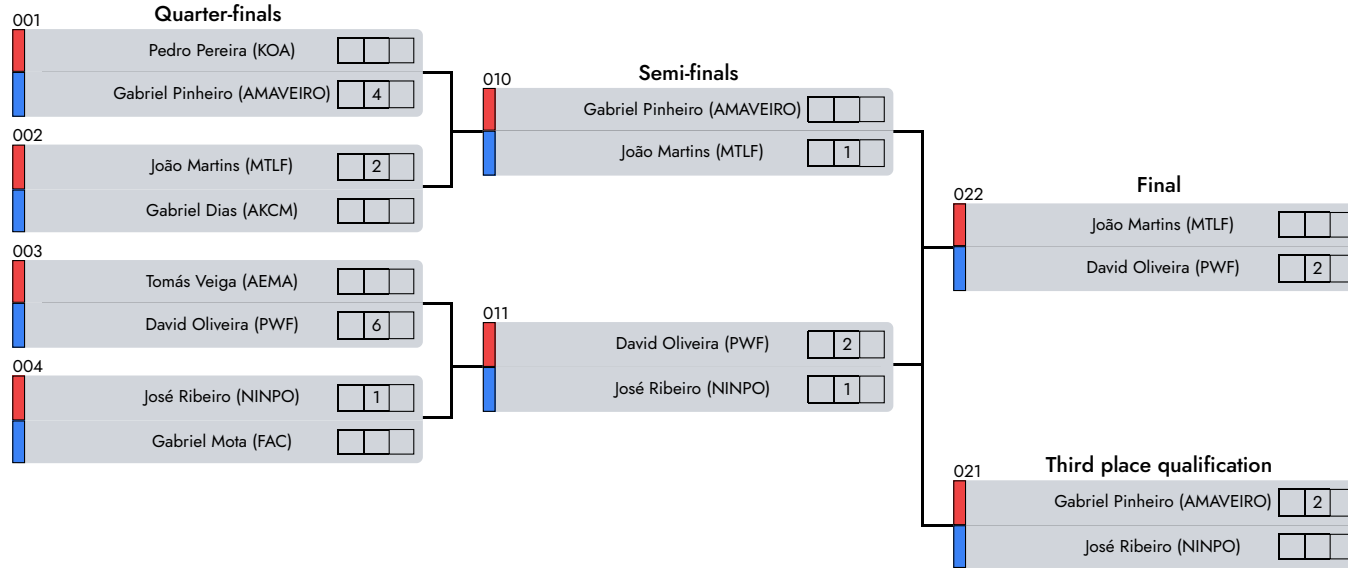 Quarter-finals
001
Pedro Pereira (KOA)
Gabriel Pinheiro (AMAVEIRO) 4
002
João Martins (MTLF) 2
Gabriel Dias (AKCM)
003
Tomás Veiga (AEMA)
David Oliveira (PWF) 6
004
José Ribeiro (NINPO) 1
Gabriel Mota (FAC)
Semi-finals
010
Gabriel Pinheiro (AMAVEIRO)
João Martins (MTLF) 1
011
David Oliveira (PWF) 2
José Ribeiro (NINPO) 1
Final
022
João Martins (MTLF)
David Oliveira (PWF) 2
Third place qualification
021
Gabriel Pinheiro (AMAVEIRO) 2
José Ribeiro (NINPO)